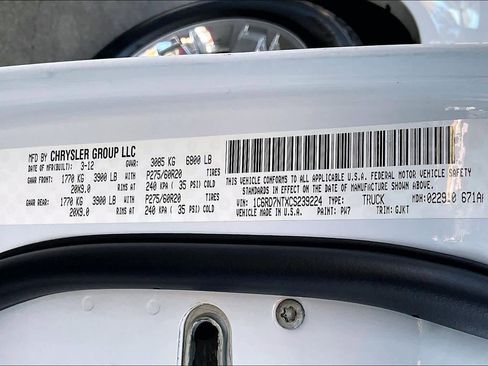 MFD BY CHRYSLER GROUP LLC
DATE OF MFR(BUILT): 3-12 GVWR: 3085 KG 6800 LB
GAWR FRONT: 1770 KG 3900 LB WITH P275/60R20 TIRES
20X9.0 RIMS AT 240 KPA ( 35 PSI) COLD
GAWR REAR: 1770 KG 3900 LB WITH P275/60R20 TIRES
20X9.0 RIMS AT 240 KPA ( 35 PSI) COLD
THIS VEHICLE CONFORMS TO ALL APPLICABLE U.S.A. FEDERAL MOTOR VEHICLE SAFETY
STANDARDS IN EFFECT ON THE DATE OF MANUFACTURE SHOWN ABOVE.
VIN: 1C6RD7NTXCS239224 TYPE: TRUCK MDH:022910 671AA
PAINT: PW7 TRIM: GJKT